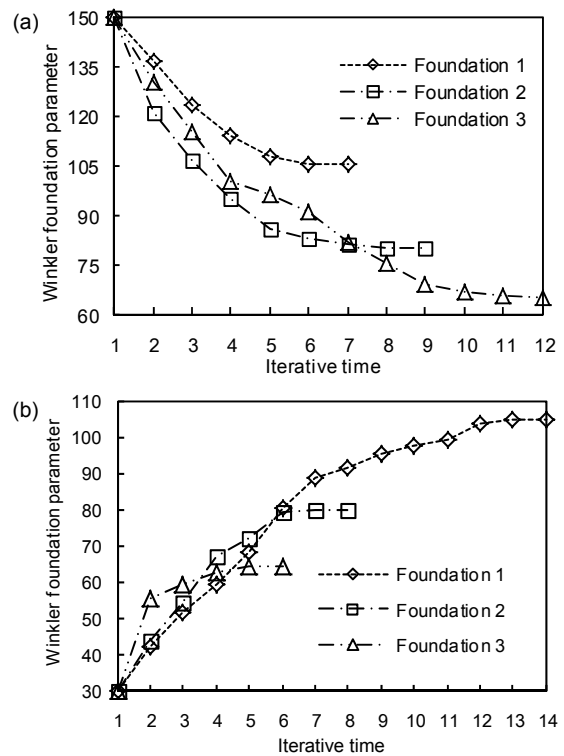 (a)
Winkler foundation parameter
150
135
120
105
90
75
60
Foundation 1
Foundation 2
Foundation 3
1 2 3 4 5 6 7 8 9 10 11 12
Iterative time
(b)
Winkler foundation parameter
110
100
90
80
70
60
50
40
30
Foundation 1
Foundation 2
Foundation 3
1 2 3 4 5 6 7 8 9 10 11 12 13 14
Iterative time